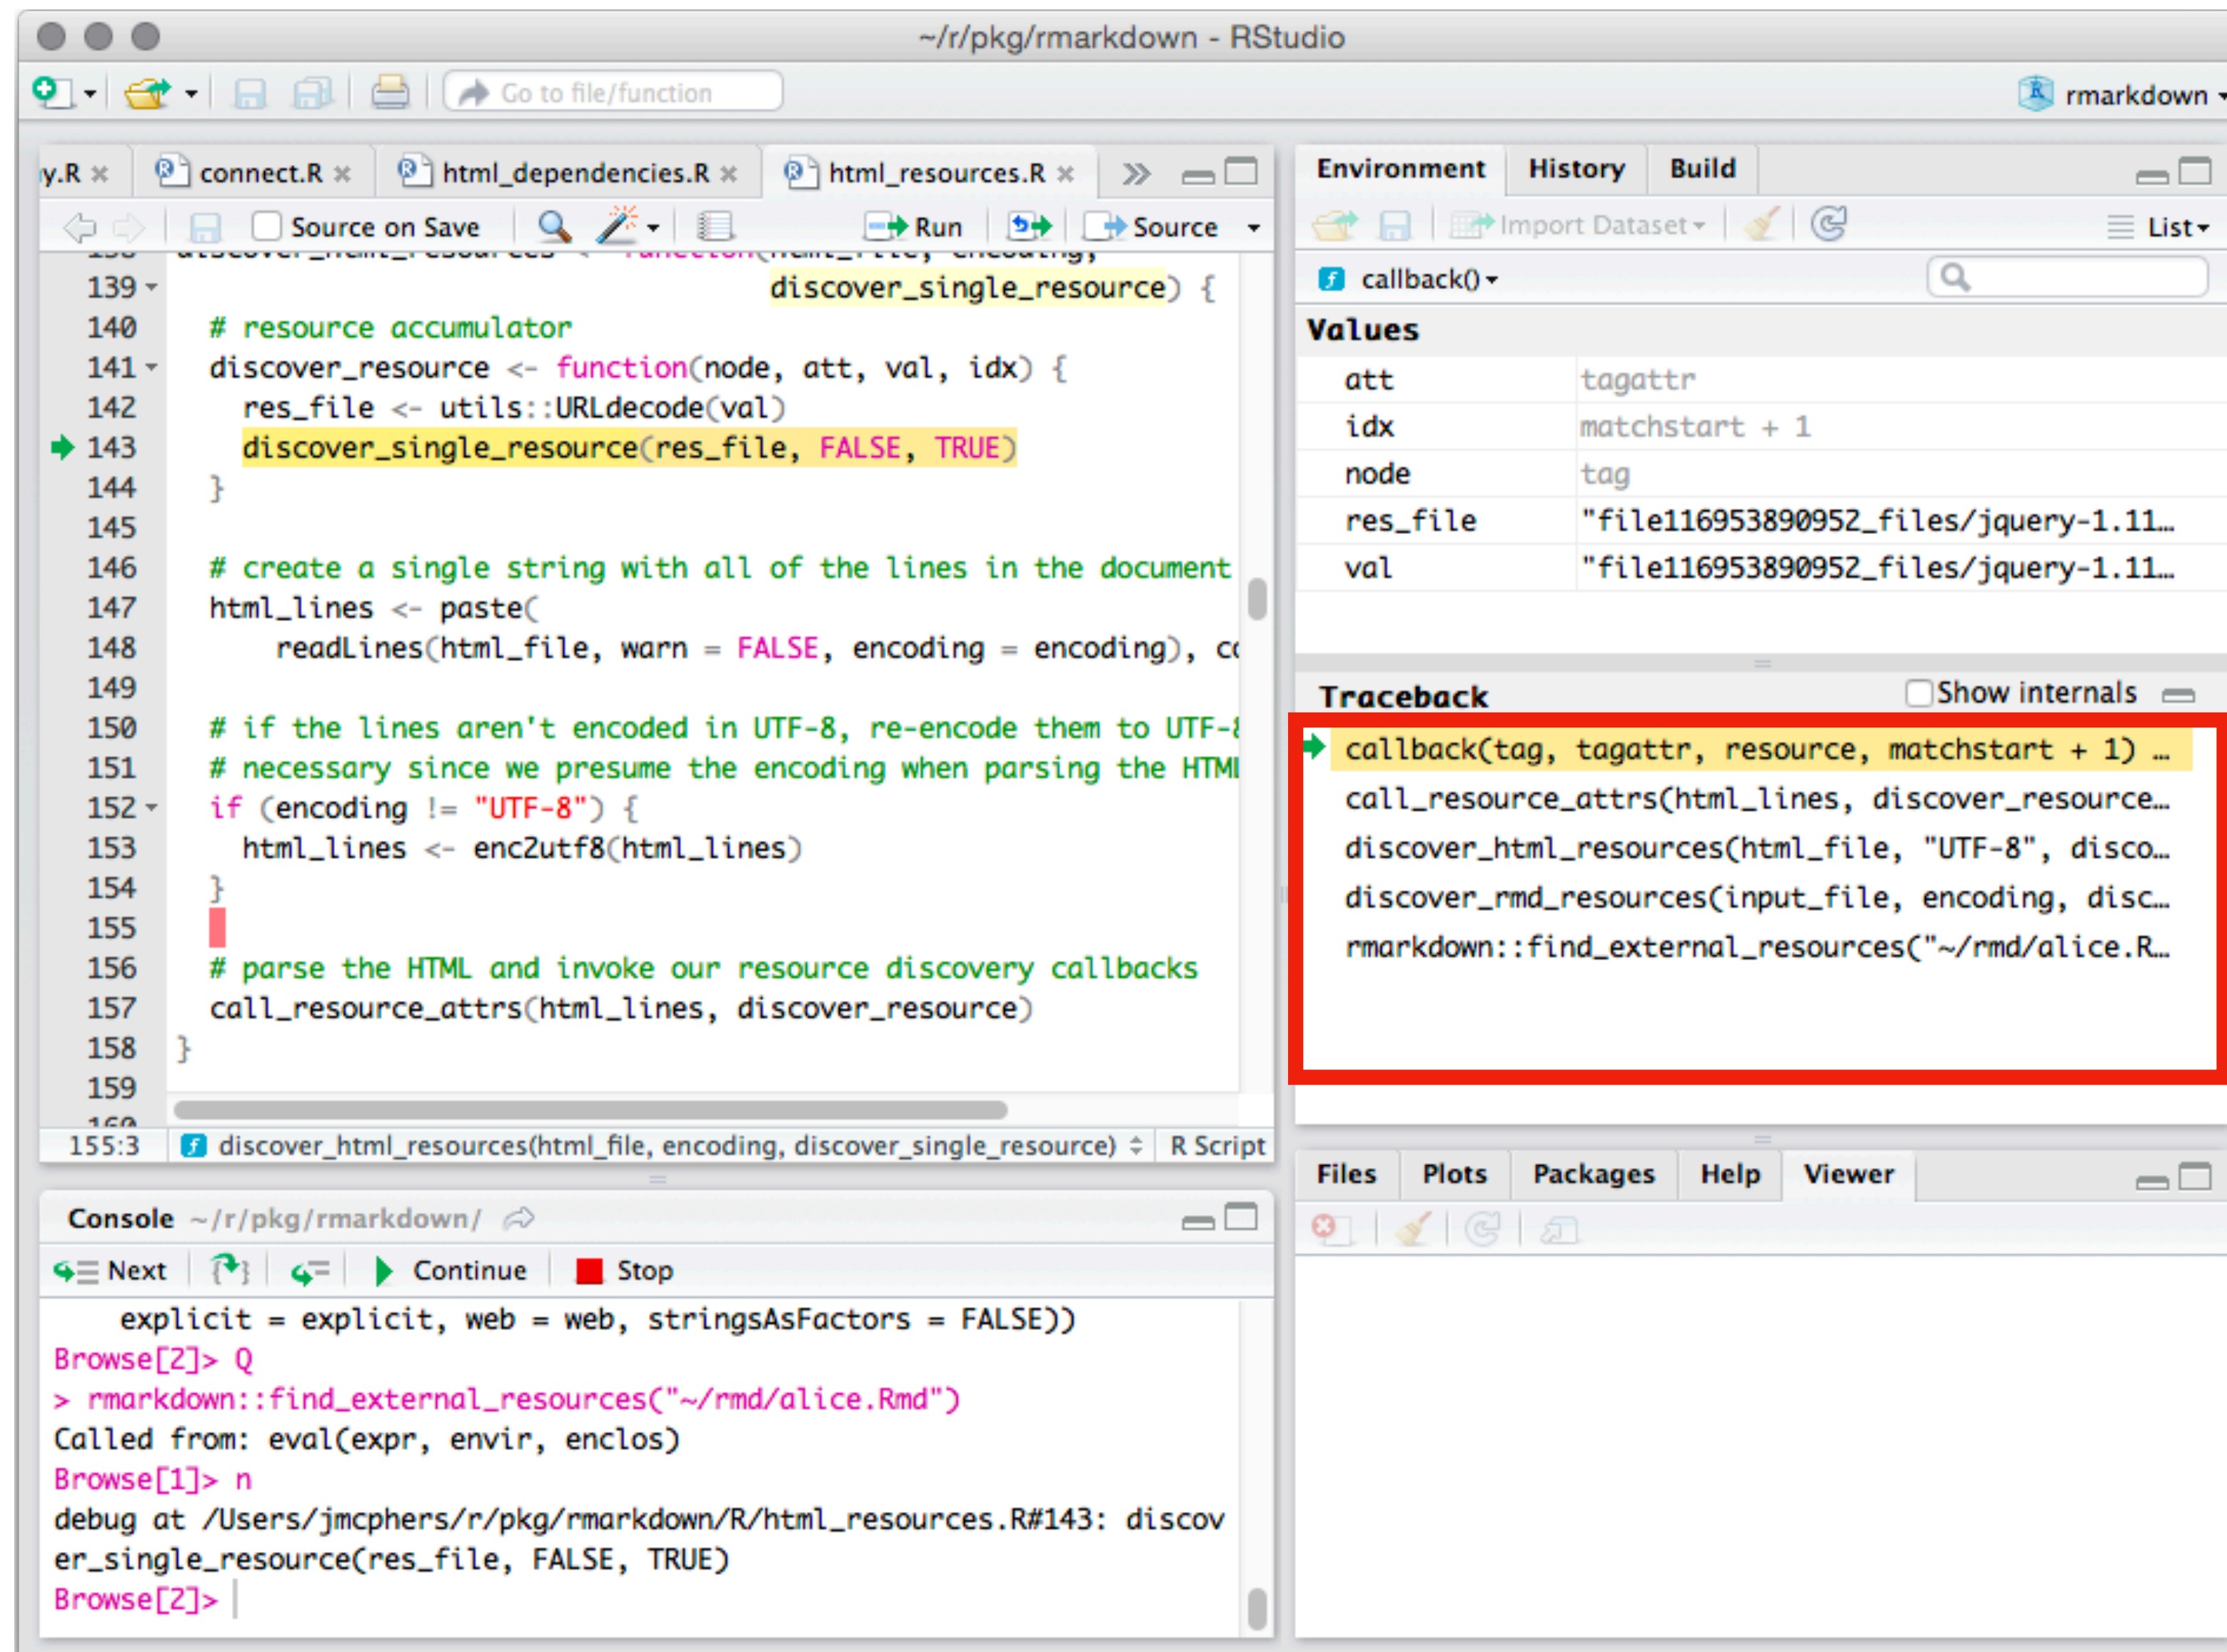 ~/r/pkg/rmarkdown - RStudio
Go to file/function
rmarkdown
y.R
connect.R
html_dependencies.R
html_resources.R
Source on Save
Run
Source
139
discover_single_resource) {
140 # resource accumulator
141 discover_resource <- function(node, att, val, idx) {
142 res_file <- utils::URLdecode(val)
143 discover_single_resource(res_file, FALSE, TRUE)
144 }
145
146 # create a single string with all of the lines in the document
147 html_lines <- paste(
148 readLines(html_file, warn = FALSE, encoding = encoding), co
149
150 # if the lines aren't encoded in UTF-8, re-encode them to UTF-8
151 # necessary since we presume the encoding when parsing the HTML
152 if (encoding != "UTF-8") {
153 html_lines <- enc2utf8(html_lines)
154 }
155
156 # parse the HTML and invoke our resource discovery callbacks
157 call_resource_attrs(html_lines, discover_resource)
158 }
159
155:3 discover_html_resources(html_file, encoding, discover_single_resource) R Script
Console ~/r/pkg/rmarkdown/
Next
Continue
Stop
explicit = explicit, web = web, stringsAsFactors = FALSE))
Browse[2]> Q
> rmarkdown::find_external_resources("~/rmd/alice.Rmd")
Called from: eval(expr, envir, enclos)
Browse[1]> n
debug at /Users/jmcphers/r/pkg/rmarkdown/R/html_resources.R#143: discov
er_single_resource(res_file, FALSE, TRUE)
Browse[2]>
Environment History Build
Import Dataset
List
callback()
Values
att tagattr
idx matchstart + 1
node tag
res_file "file116953890952_files/jquery-1.11…
val "file116953890952_files/jquery-1.11…
Traceback
Show internals
callback(tag, tagattr, resource, matchstart + 1) …
call_resource_attrs(html_lines, discover_resource…
discover_html_resources(html_file, "UTF-8", disco…
discover_rmd_resources(input_file, encoding, disc…
rmarkdown::find_external_resources("~/rmd/alice.R…
Files Plots Packages Help Viewer